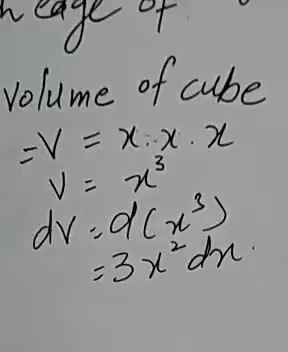 edge of
volume of cube
= V = x . x . x
V = x³
dv = d(x³)
= 3x² dx.